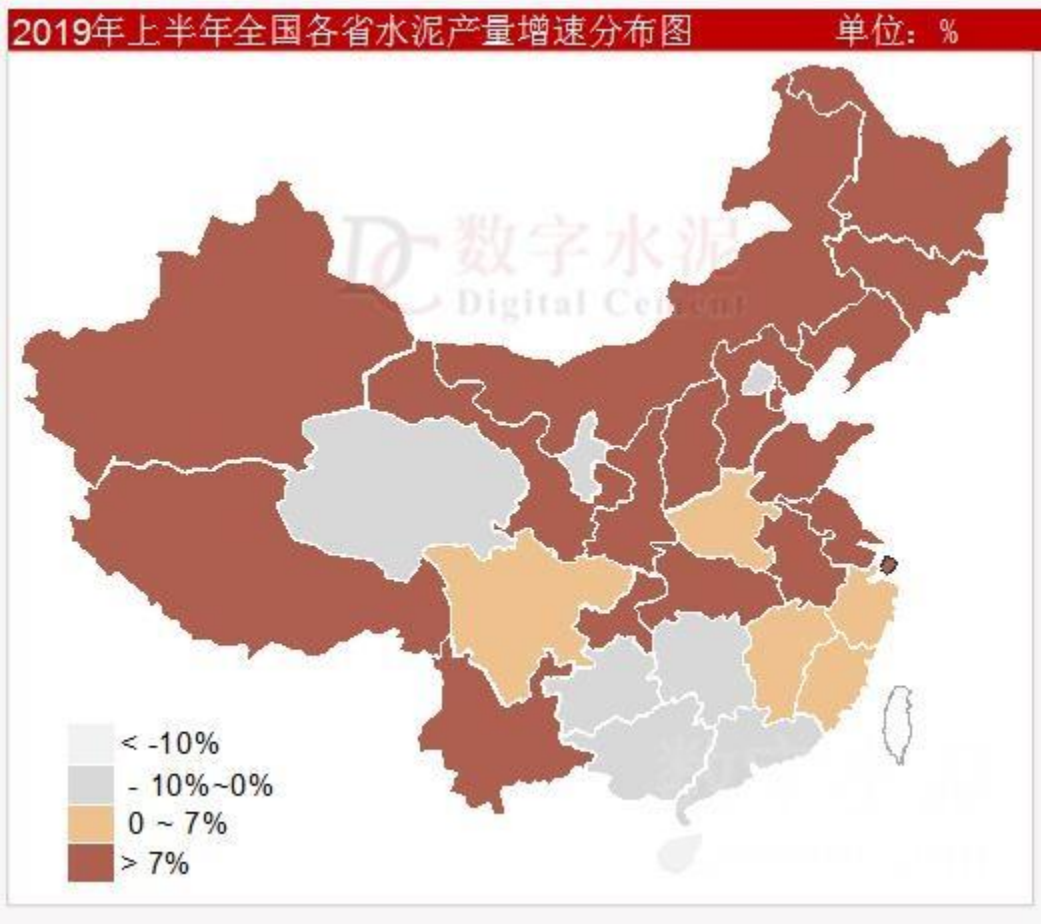 2019年上半年全国各省水泥产量增速分布图 单位：%
数字水泥
Digital Cement
< -10%
- 10%~0%
0 ~ 7%
> 7%